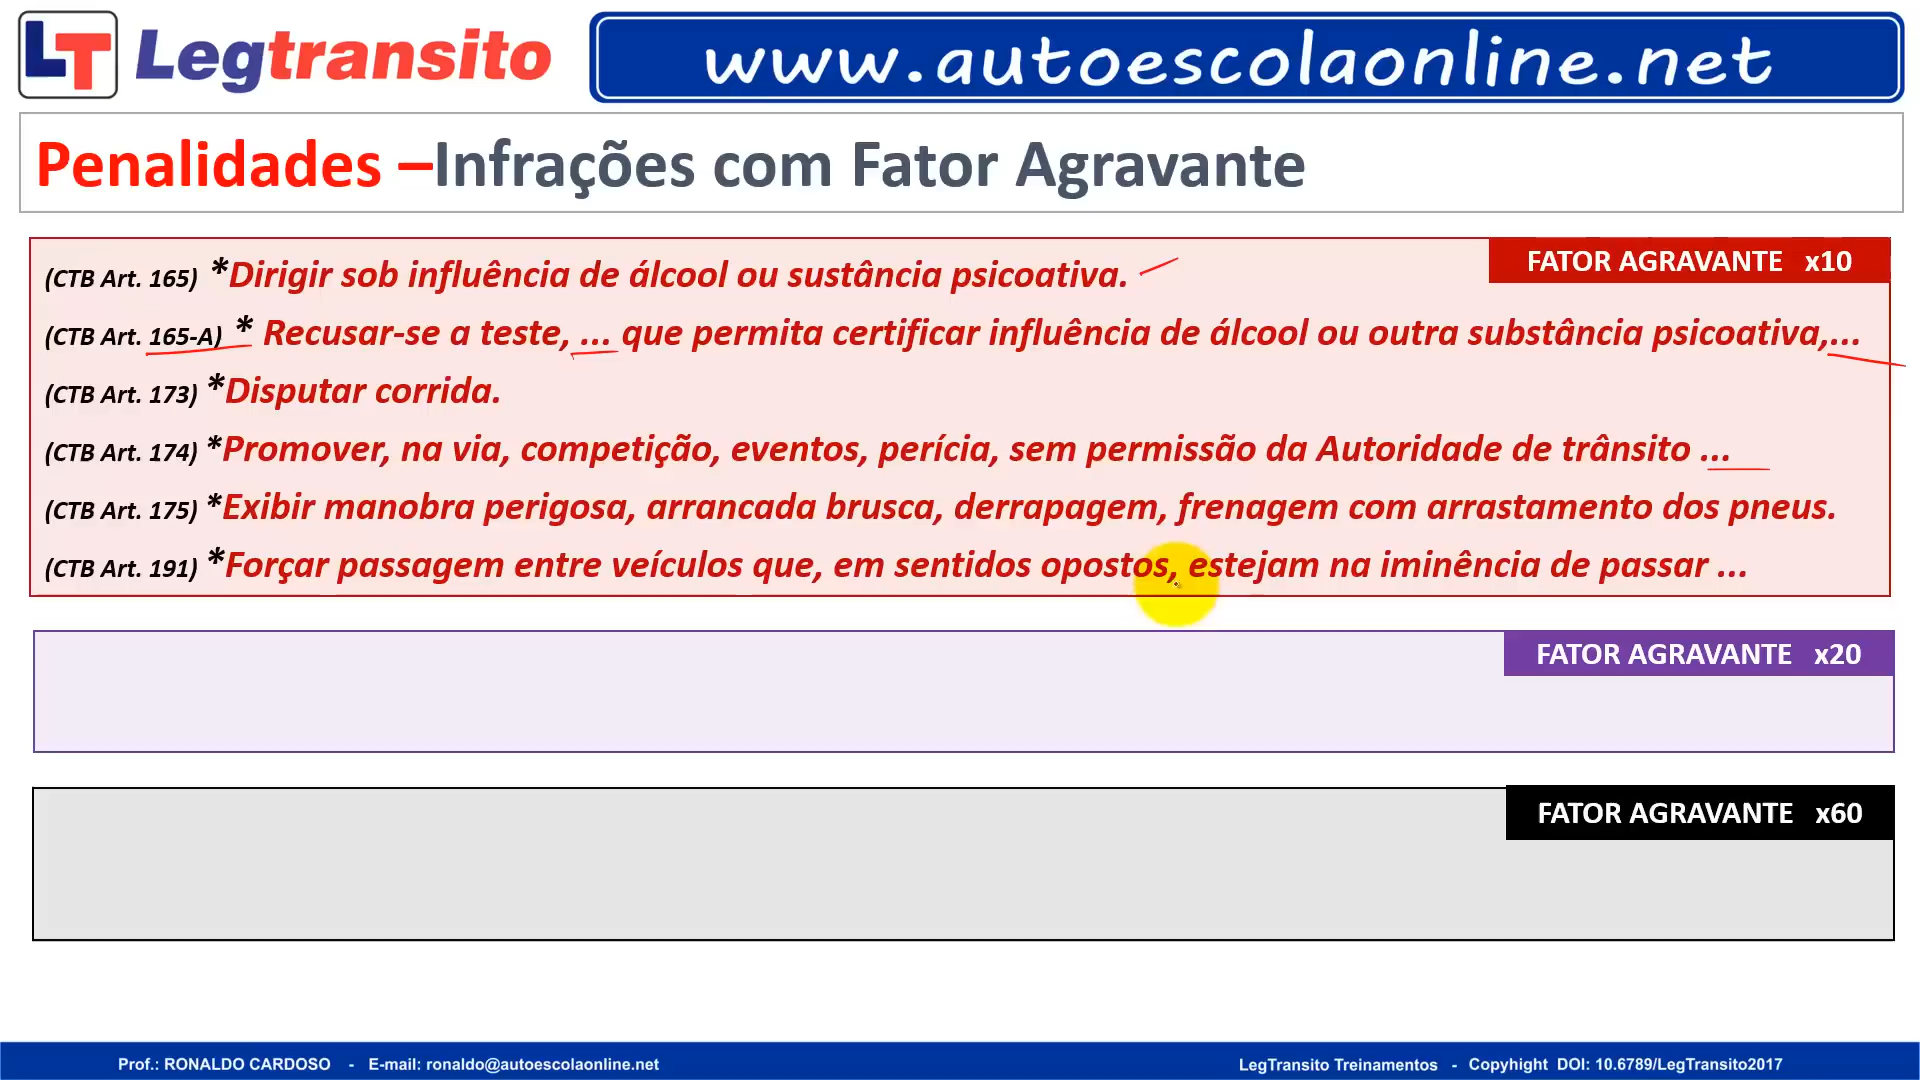 LT Legtransito
www.autoescolaonline.net
Penalidades –Infrações com Fator Agravante
FATOR AGRAVANTE x10
(CTB Art. 165) *Dirigir sob influência de álcool ou sustância psicoativa.
(CTB Art. 165-A) * Recusar-se a teste, ... que permita certificar influência de álcool ou outra substância psicoativa,...
(CTB Art. 173) *Disputar corrida.
(CTB Art. 174) *Promover, na via, competição, eventos, perícia, sem permissão da Autoridade de trânsito ...
(CTB Art. 175) *Exibir manobra perigosa, arrancada brusca, derrapagem, frenagem com arrastamento dos pneus.
(CTB Art. 191) *Forçar passagem entre veículos que, em sentidos opostos, estejam na iminência de passar ...
FATOR AGRAVANTE x20
FATOR AGRAVANTE x60
Prof.: RONALDO CARDOSO - E-mail: ronaldo@autoescolaonline.net
LegTransito Treinamentos - Copyhight DOI: 10.6789/LegTransito2017